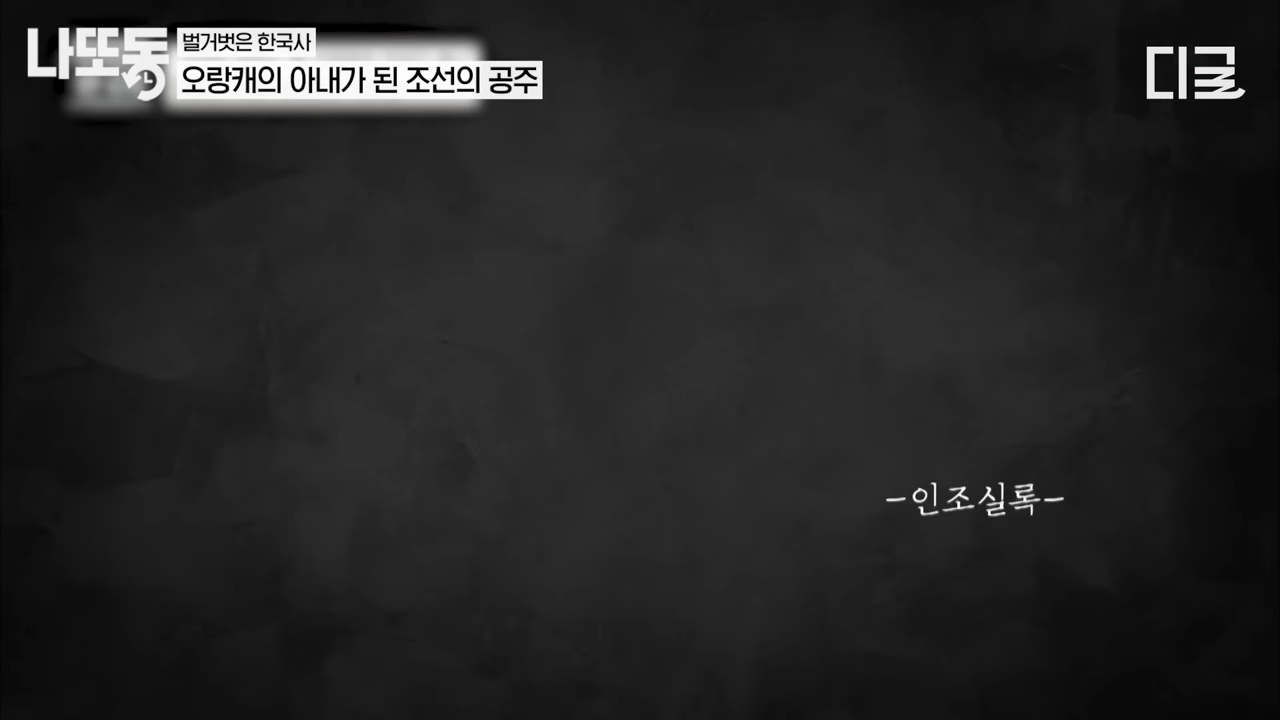 나또동
벌거벗은 한국사
오랑캐의 아내가 된 조선의 공주
디글
-인조실록-